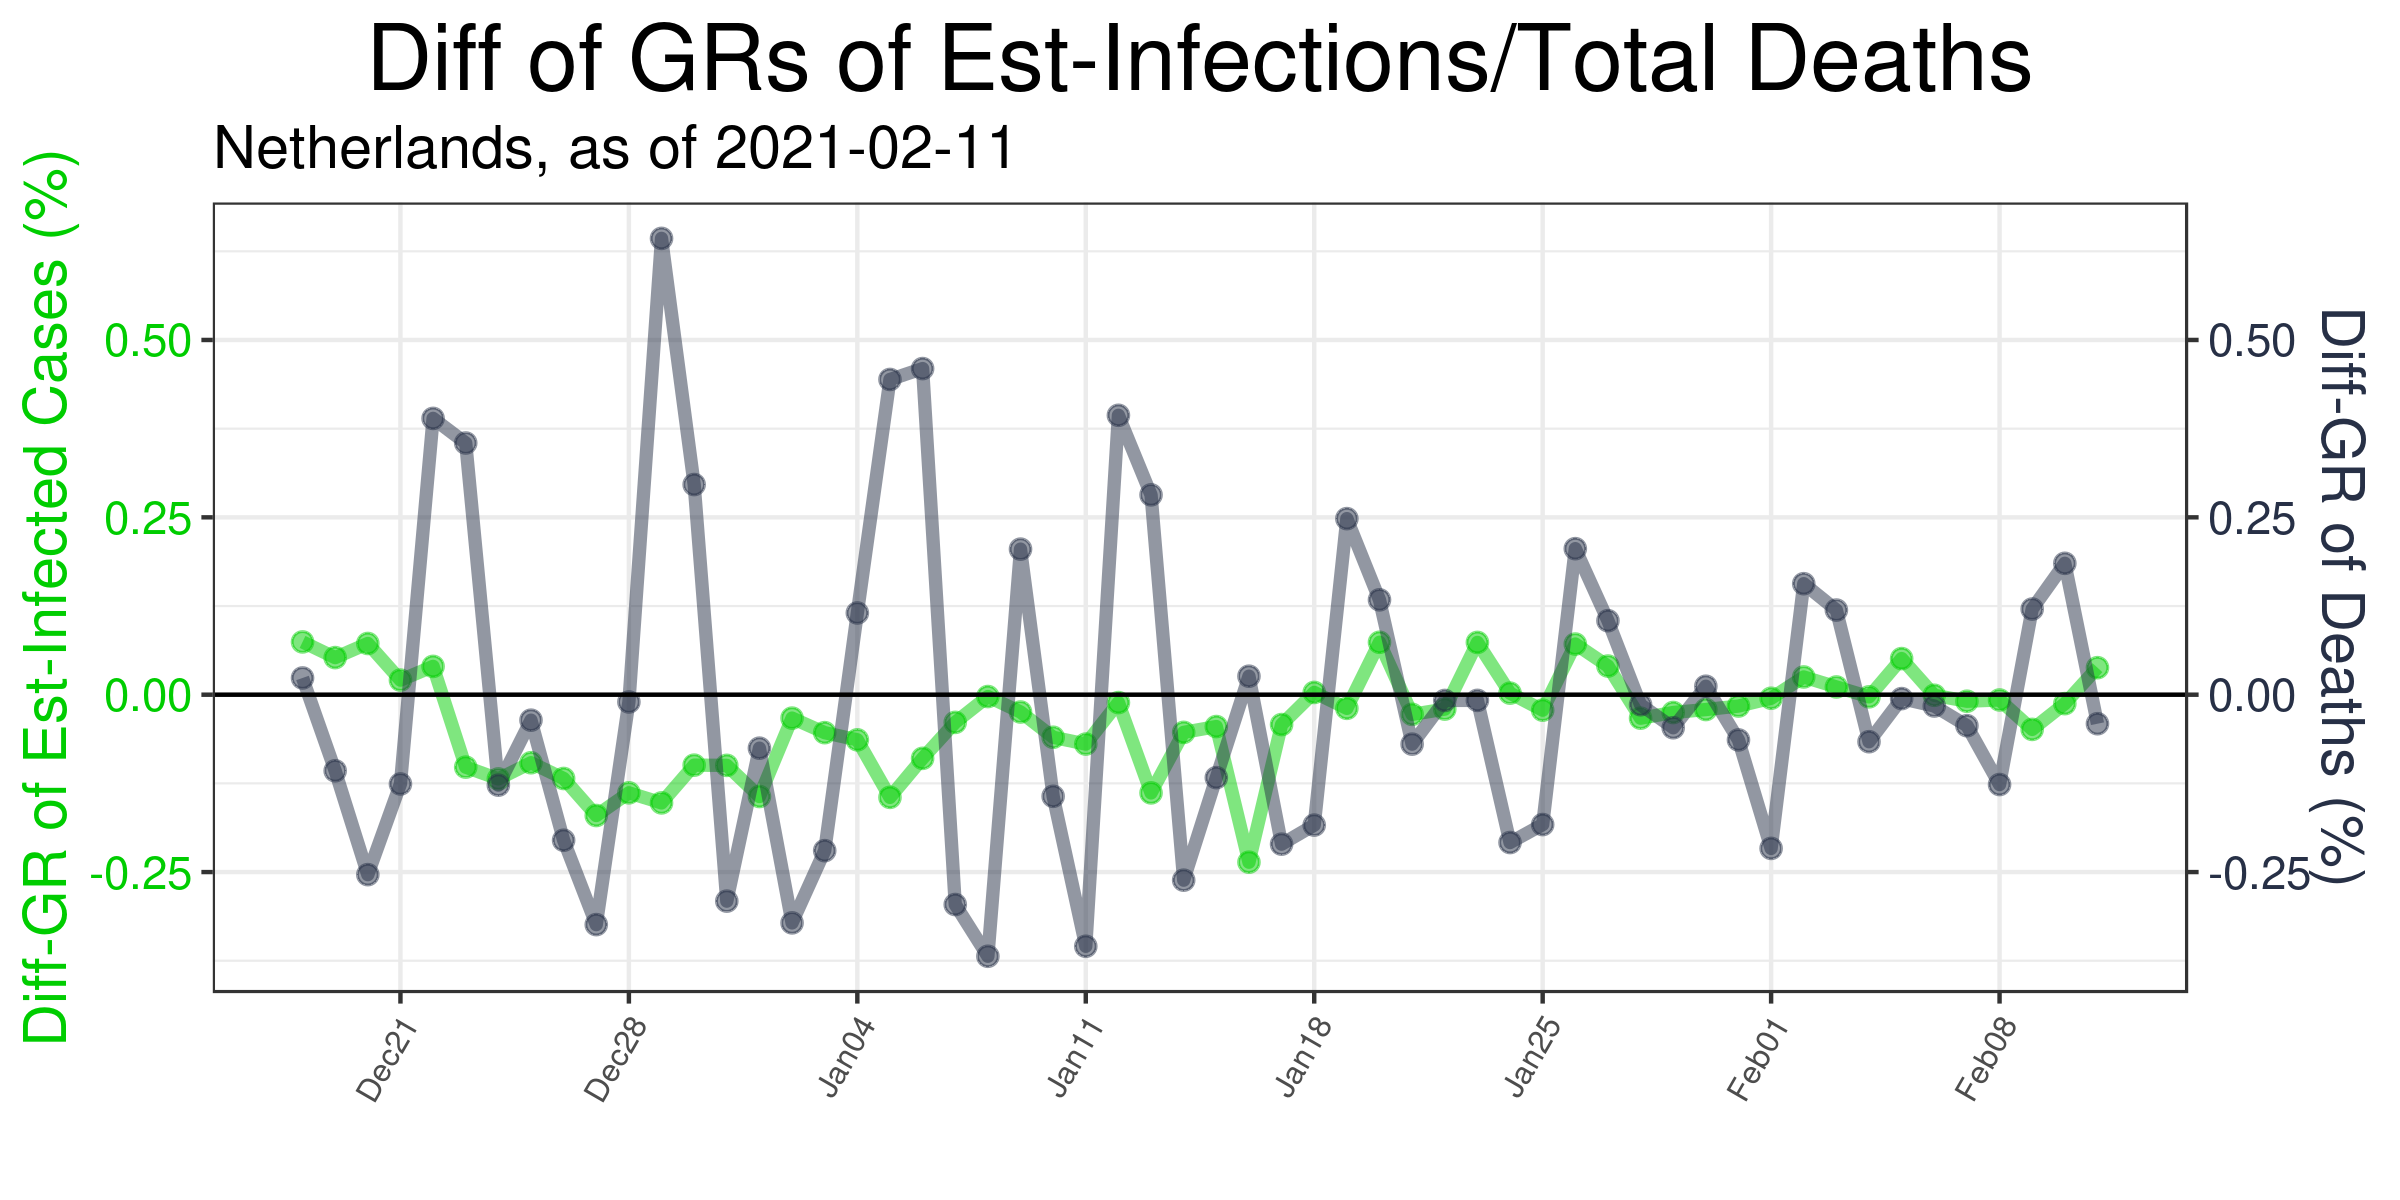 Diff of GRs of Est-Infections/Total Deaths
Netherlands, as of 2021-02-11
Diff-GR of Est-Infected Cases (%)
0.50
0.25
0.00
-0.25
0.50
0.25
0.00
-0.25
Diff-GR of Deaths (%)
Dec21
Dec28
Jan04
Jan11
Jan18
Jan25
Feb01
Feb08